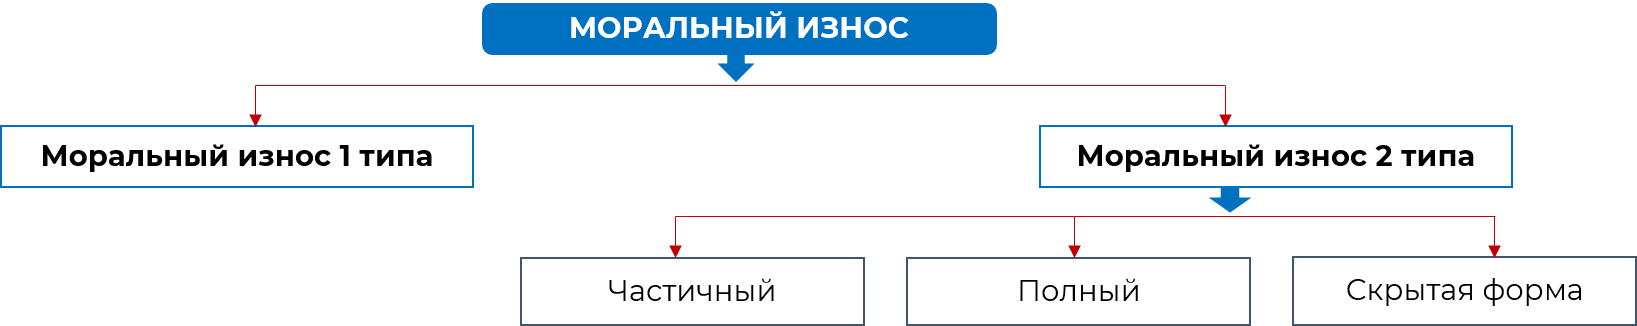 МОРАЛЬНЫЙ ИЗНОС
Моральный износ 1 типа
Моральный износ 2 типа
Частичный
Полный
Скрытая форма